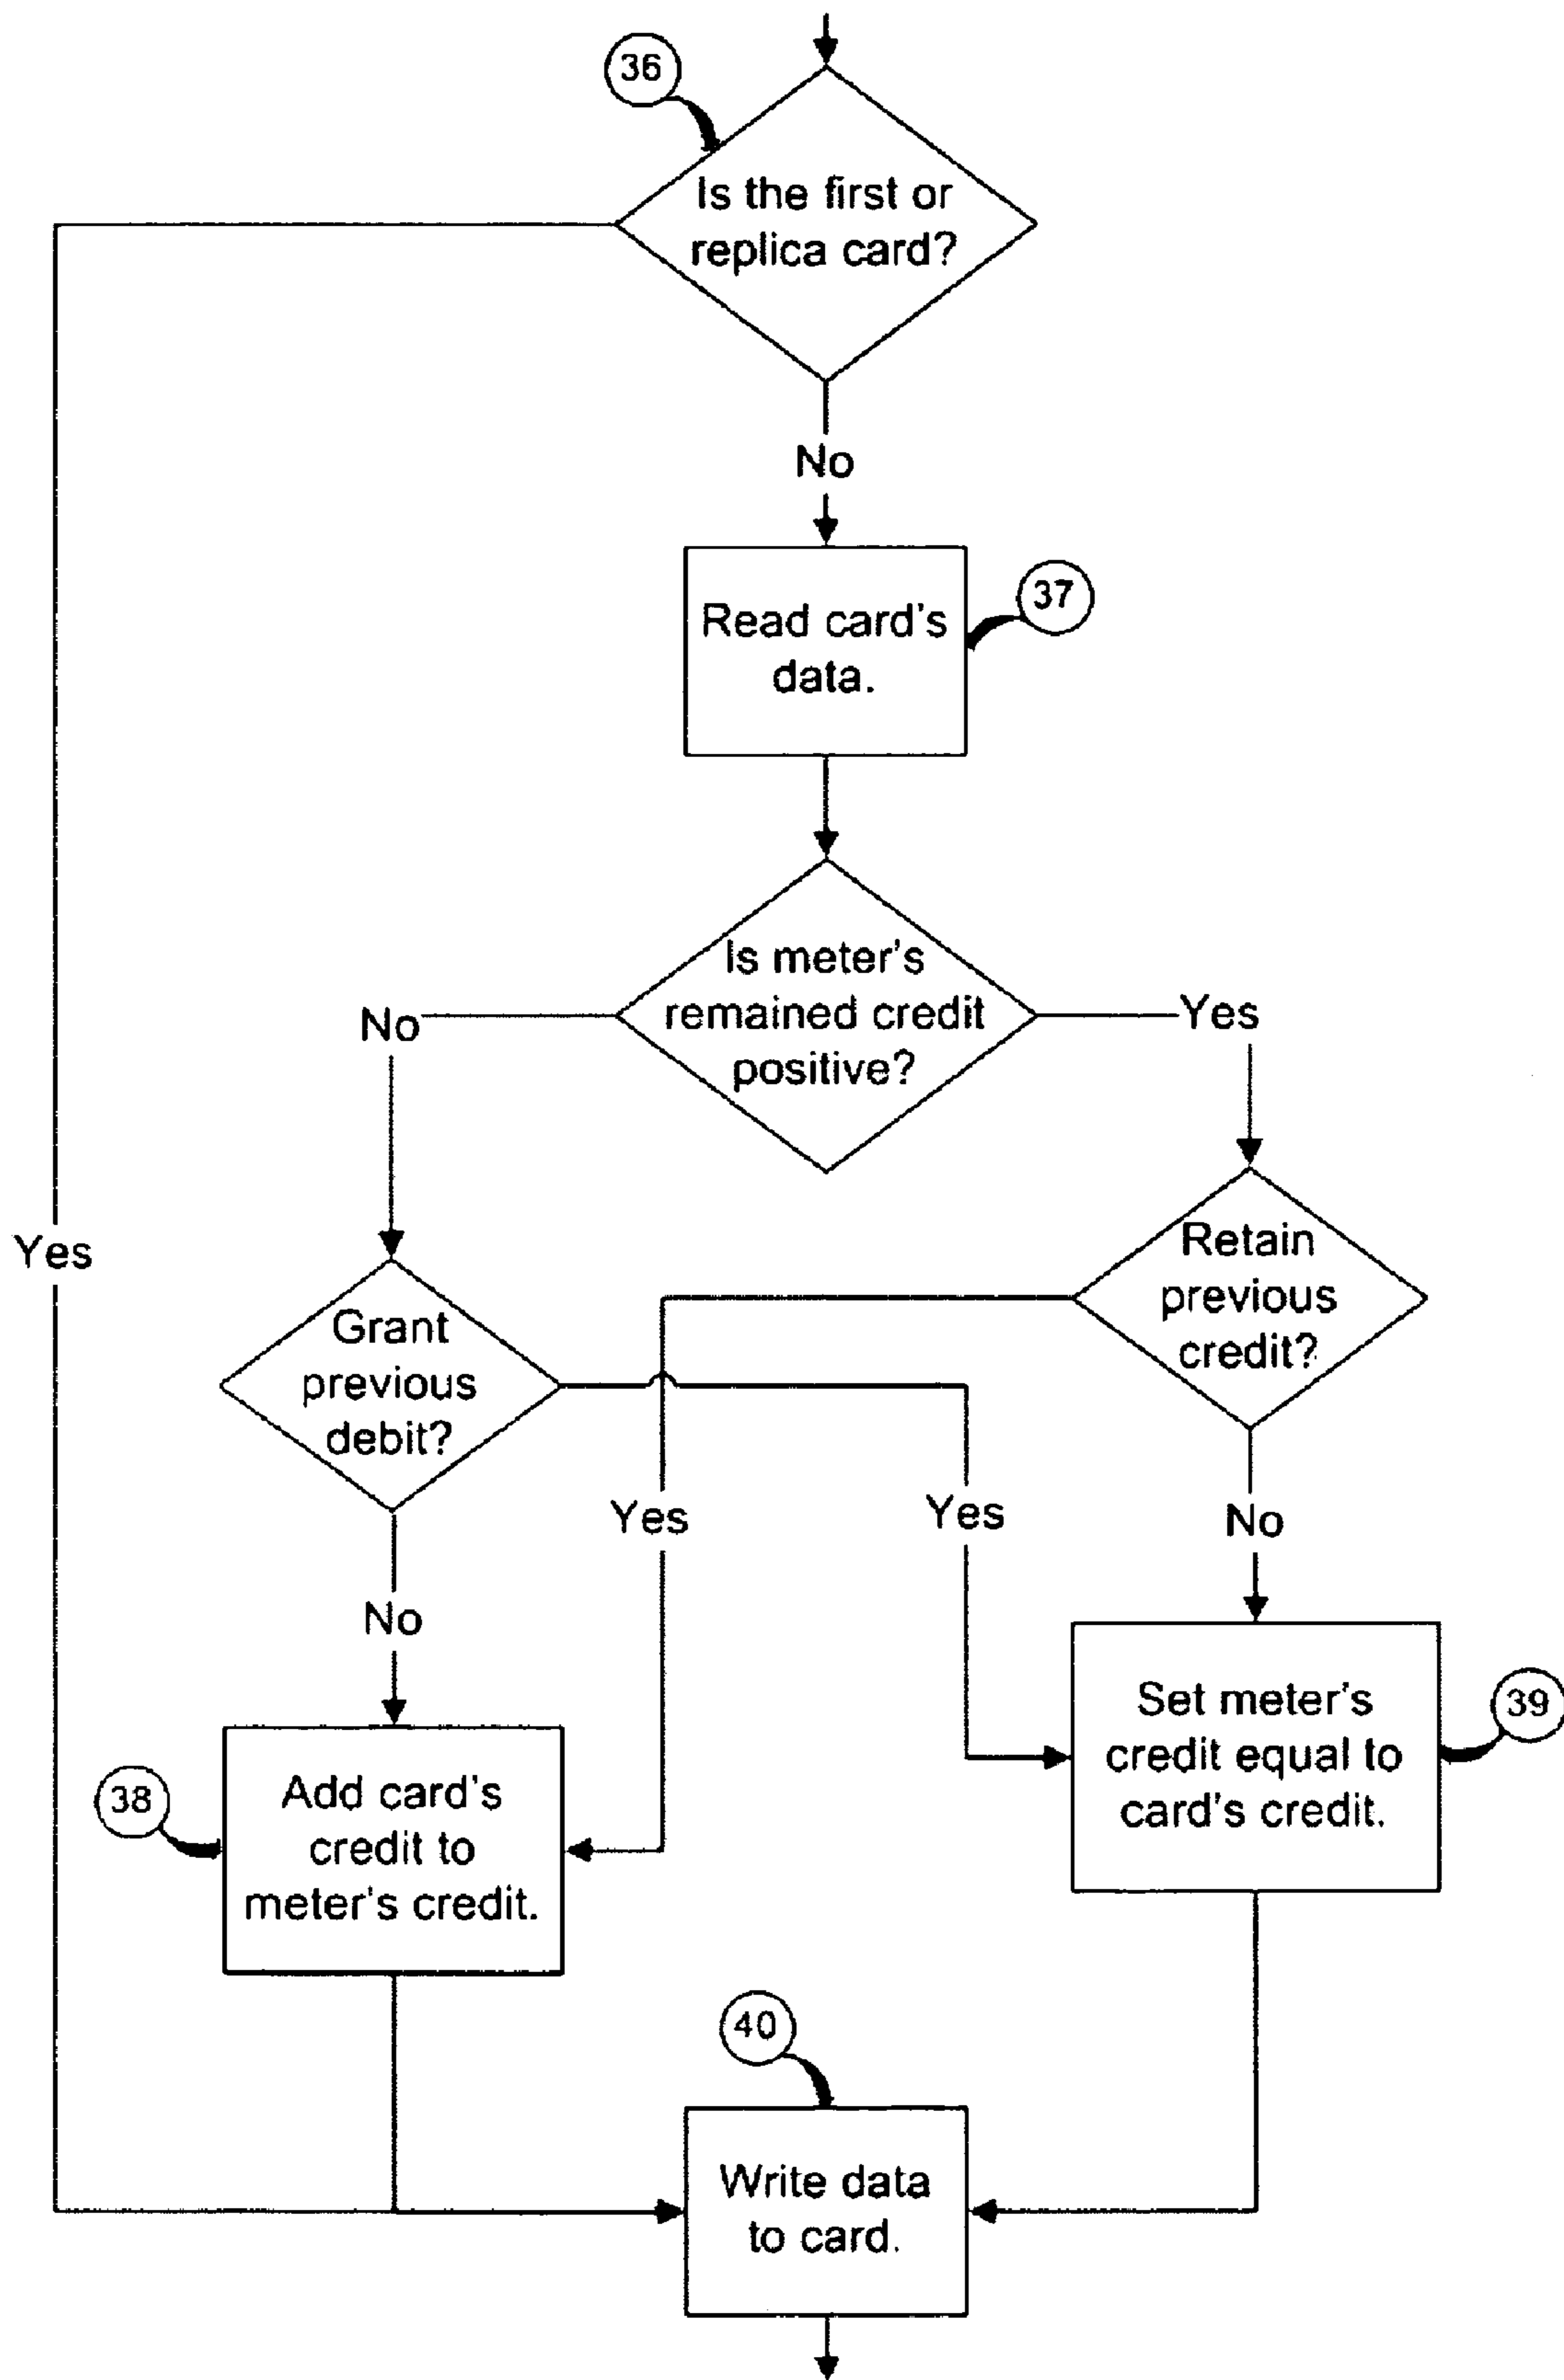 36
Is the first or
replica card?
No
Read card's
data.
37
Is meter's
remained credit
positive?
No
Yes
Yes
Retain
previous
credit?
Grant
previous
debit?
Yes
Yes
No
No
Set meter's
credit equal to
card's credit.
39
38
Add card's
credit to
meter's credit.
40
Write data
to card.